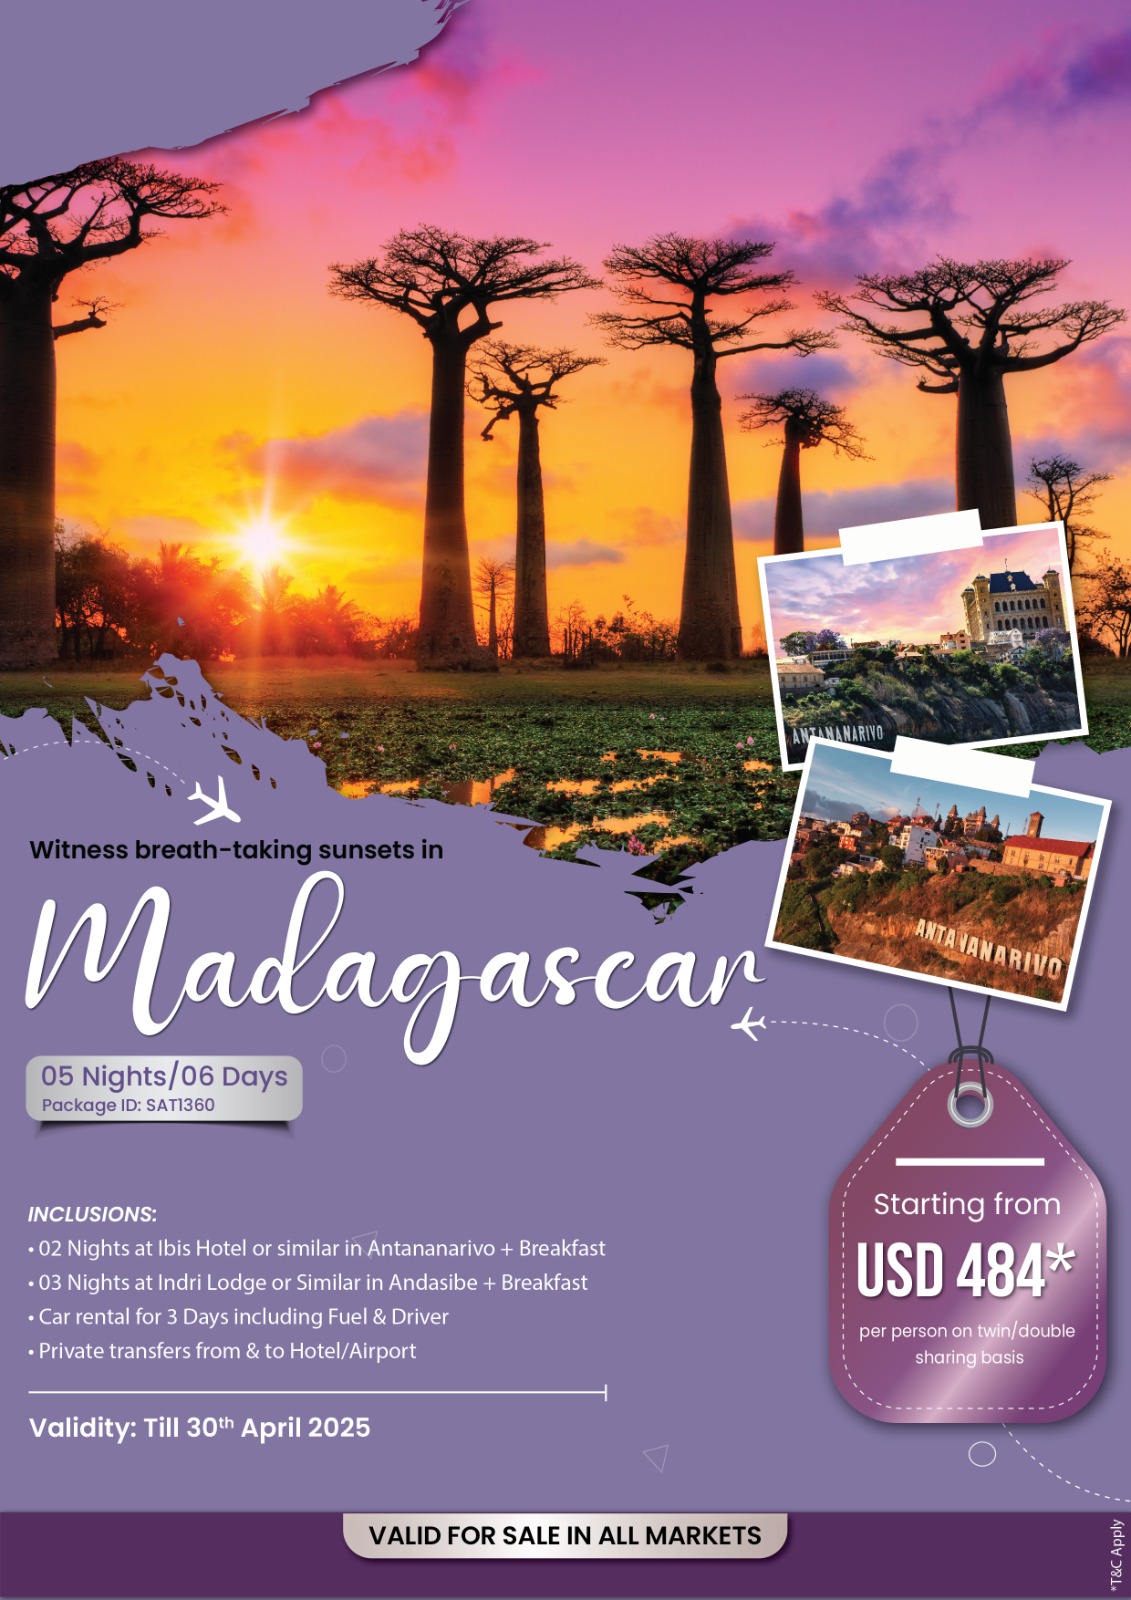 ANTANANARIVO
ANTAVANARIVO
Witness breath-taking sunsets in
Madagascar
05 Nights/06 Days
Package ID: SAT1360
INCLUSIONS:
• 02 Nights at Ibis Hotel or similar in Antananarivo + Breakfast
• 03 Nights at Indri Lodge or Similar in Andasibe + Breakfast
• Car rental for 3 Days including Fuel & Driver
• Private transfers from & to Hotel/Airport
Validity: Till 30th April 2025
Starting from
USD 484*
per person on twin/double
sharing basis
VALID FOR SALE IN ALL MARKETS
*T&C Apply